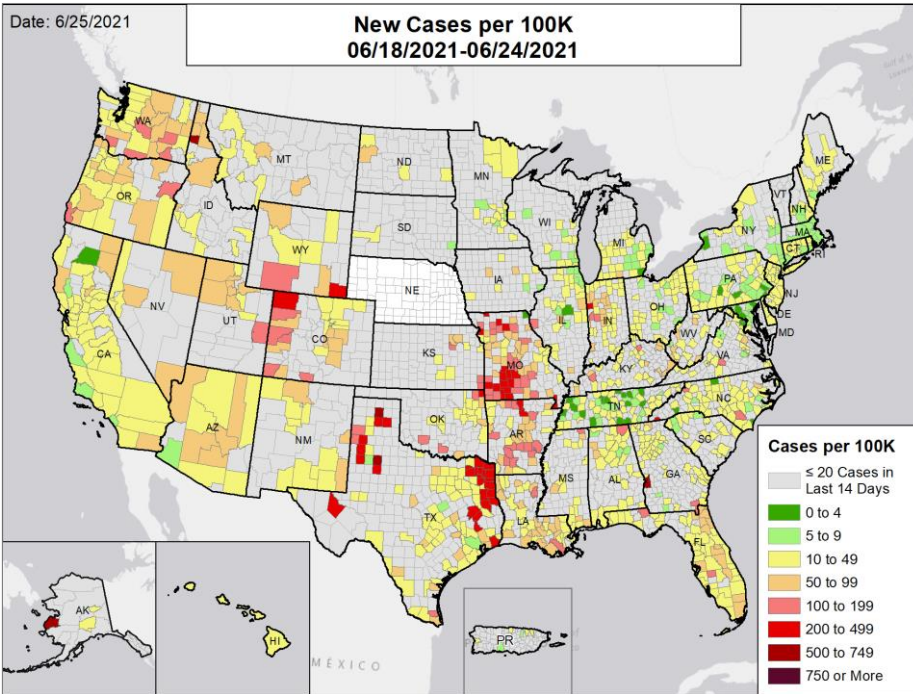 Date: 6/25/2021
New Cases per 100K
06/18/2021-06/24/2021
WA
MT
ND
MN
ME
OR
ID
WY
SD
WI
MI
VT
NH
NY
MA
CT
RI
NV
UT
CO
NE
IA
IL
IN
OH
PA
NJ
DE
MD
CA
KS
MO
KY
WV
VA
AZ
NM
OK
AR
TN
NC
SC
TX
LA
MS
AL
GA
FL
AK
HI
PR
MÉXICO
Cases per 100K
≤ 20 Cases in
Last 14 Days
0 to 4
5 to 9
10 to 49
50 to 99
100 to 199
200 to 499
500 to 749
750 or More